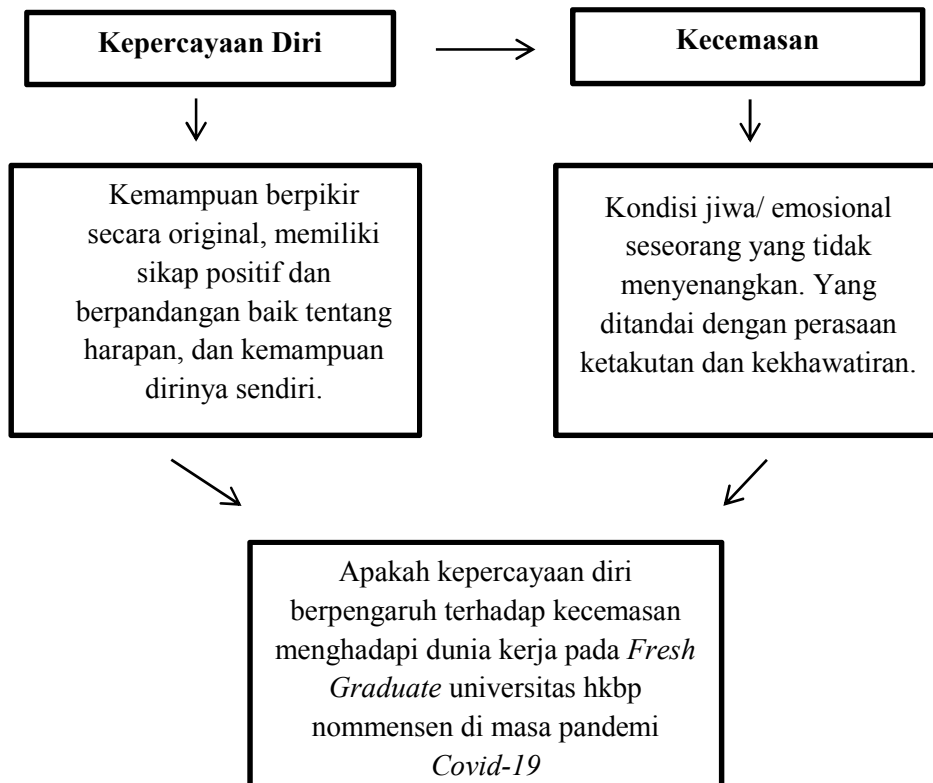 Kepercayaan Diri
Kecemasan
Kemampuan berpikir
secara original, memiliki
sikap positif dan
berpandangan baik tentang
harapan, dan kemampuan
dirinya sendiri.
Kondisi jiwa/ emosional
seseorang yang tidak
menyenangkan. Yang
ditandai dengan perasaan
ketakutan dan kekhawatiran.
Apakah kepercayaan diri
berpengaruh terhadap kecemasan
menghadapi dunia kerja pada Fresh
Graduate universitas hkbp
nommensen di masa pandemi
Covid-19